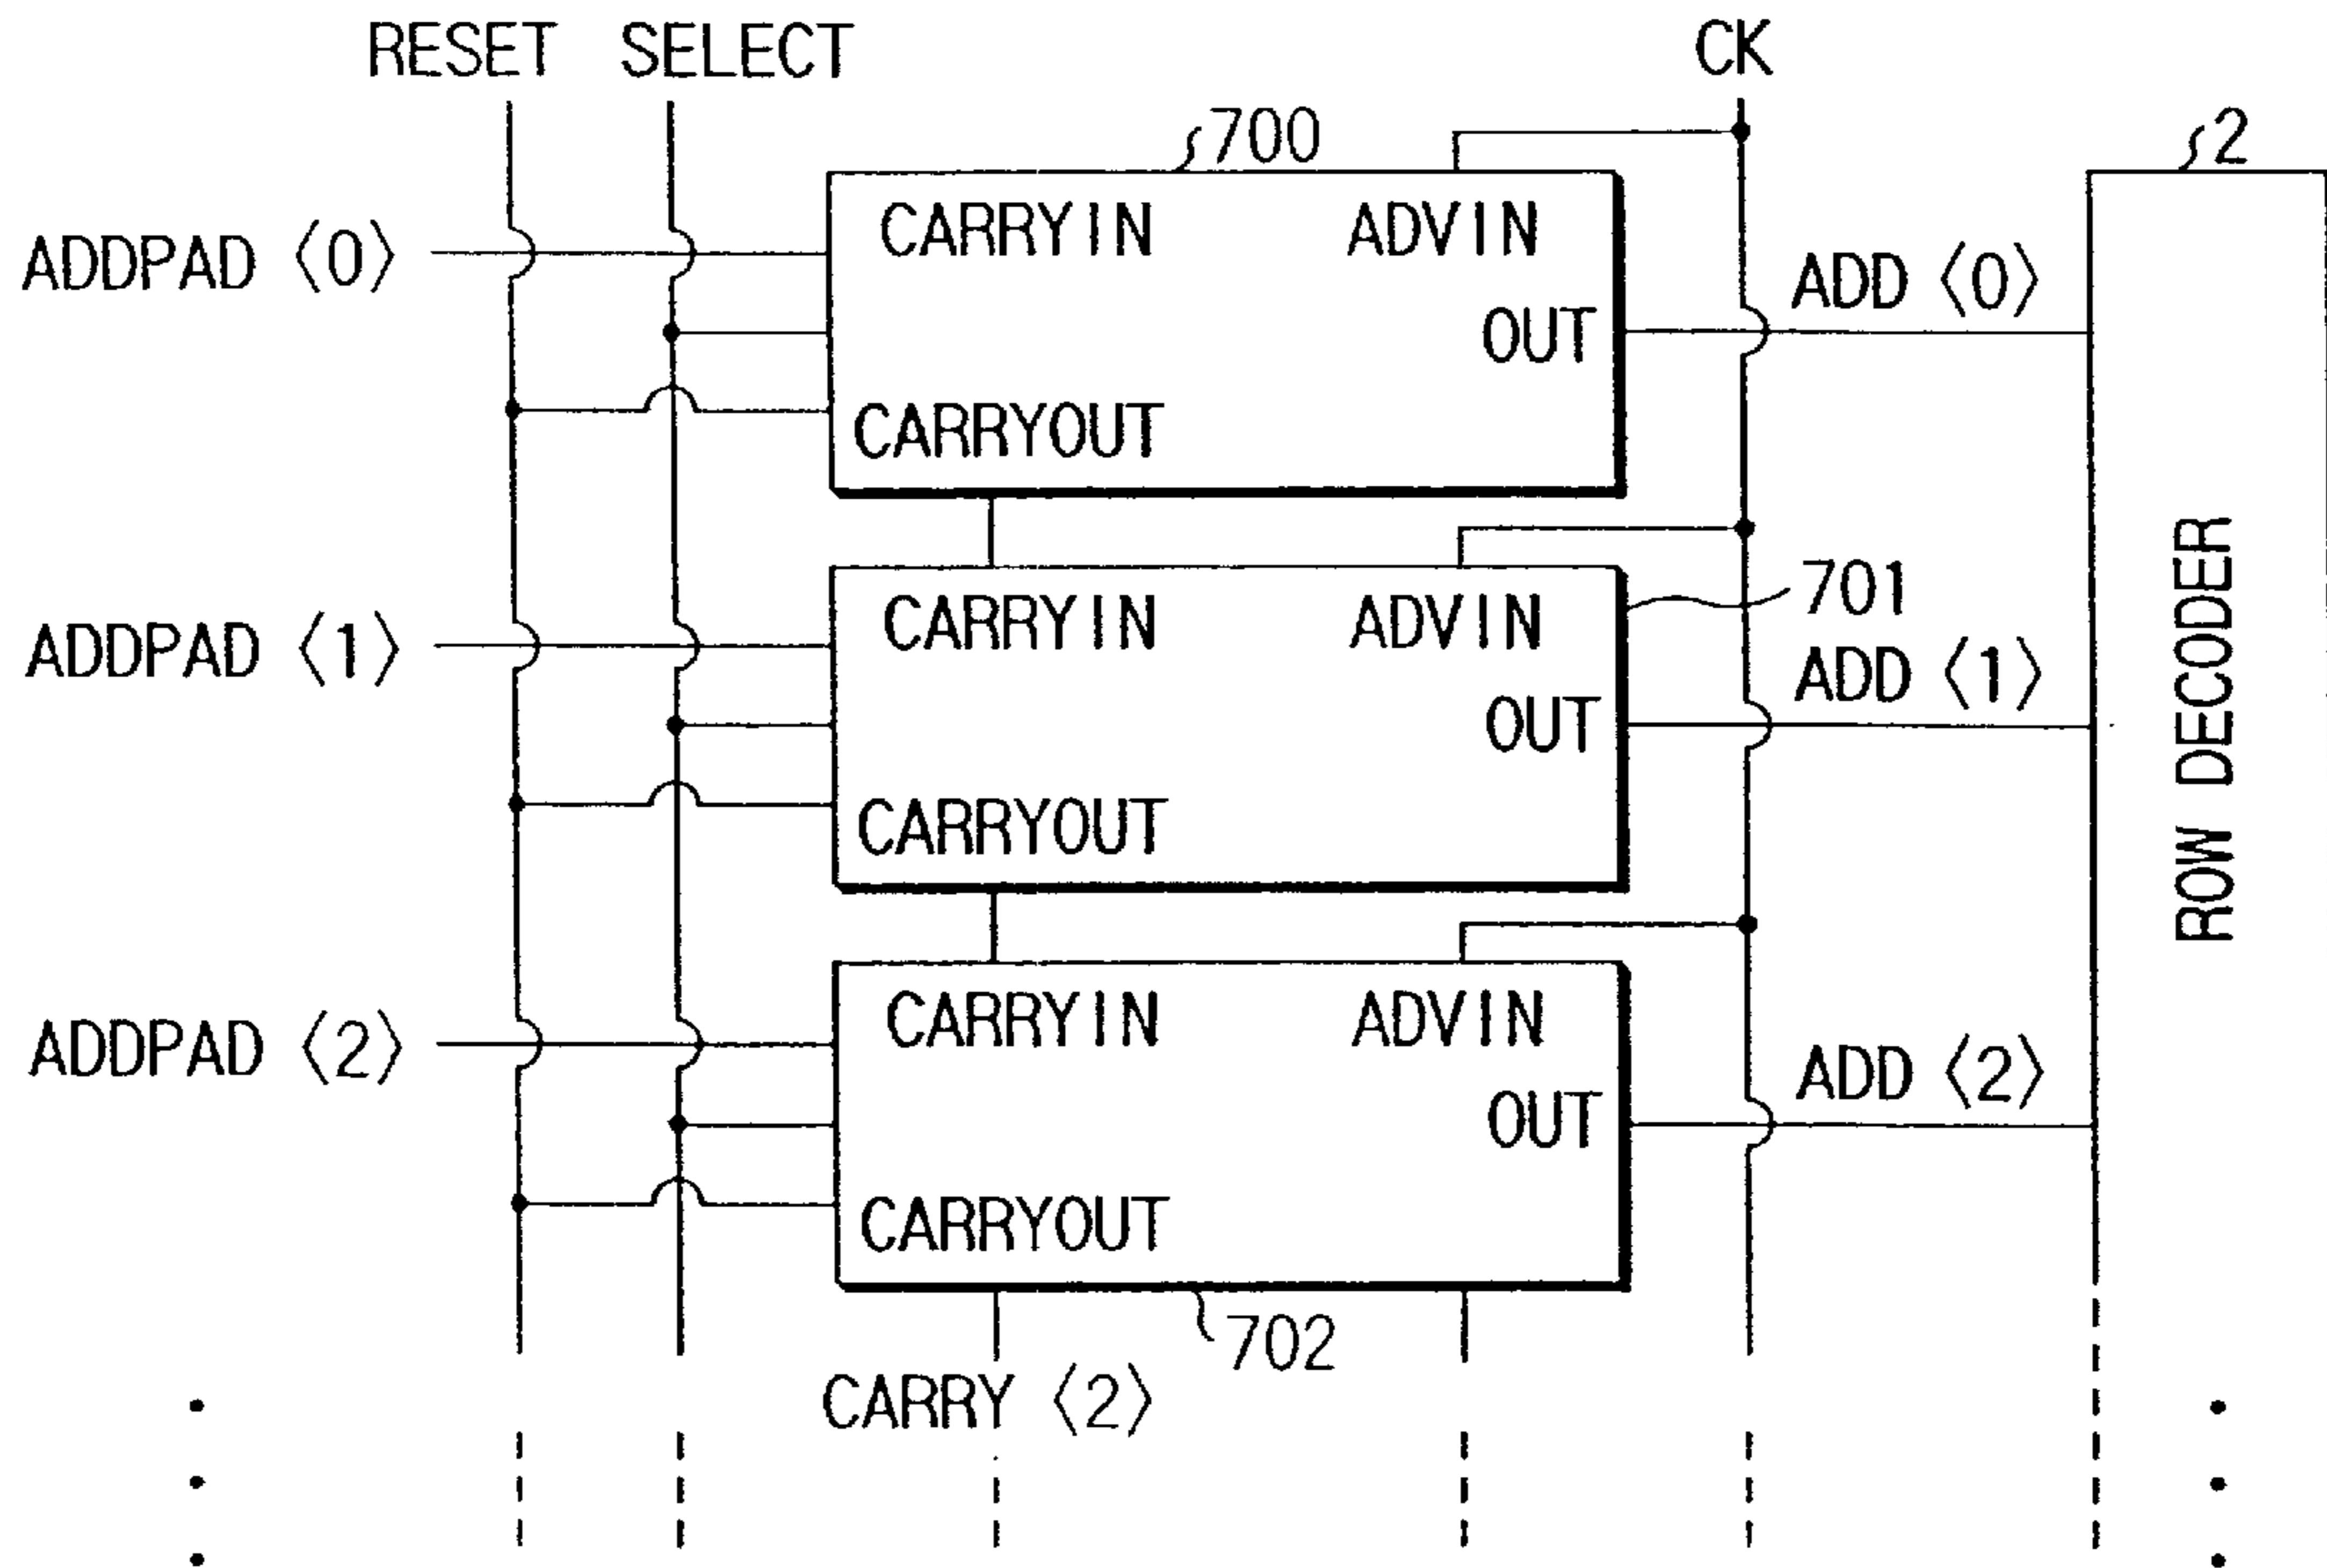 RESET SELECT CK
700
2
CARRYIN ADVIN
ADDPAD ⟨0⟩
ADD ⟨0⟩
OUT
CARRYOUT
701
CARRYIN ADVIN
ADDPAD ⟨1⟩
ADD ⟨1⟩
OUT
CARRYOUT
ROW DECODER
CARRYIN ADVIN
ADDPAD ⟨2⟩
ADD ⟨2⟩
OUT
CARRYOUT
702
CARRY ⟨2⟩